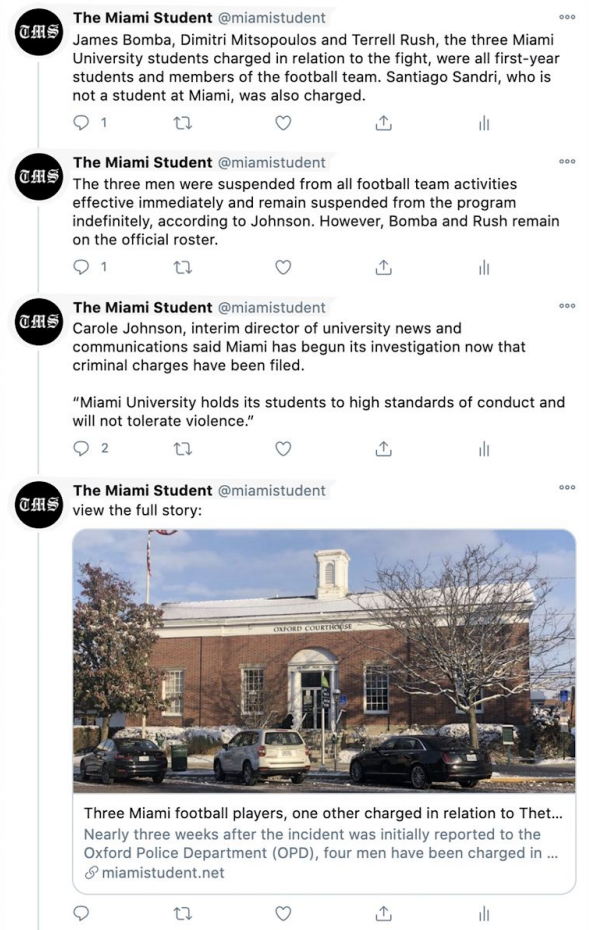 The Miami Student @miamistudent
James Bomba, Dimitri Mitsopoulos and Terrell Rush, the three Miami
University students charged in relation to the fight, were all first-year
students and members of the football team. Santiago Sandri, who is
not a student at Miami, was also charged.
1
The Miami Student @miamistudent
The three men were suspended from all football team activities
effective immediately and remain suspended from the program
indefinitely, according to Johnson. However, Bomba and Rush remain
on the official roster.
1
The Miami Student @miamistudent
Carole Johnson, interim director of university news and
communications said Miami has begun its investigation now that
criminal charges have been filed.
“Miami University holds its students to high standards of conduct and
will not tolerate violence.”
2
The Miami Student @miamistudent
view the full story:
OXFORD COURTHOUSE
Three Miami football players, one other charged in relation to Thet...
Nearly three weeks after the incident was initially reported to the
Oxford Police Department (OPD), four men have been charged in ...
miamistudent.net
TMS
TMS
TMS
TMS